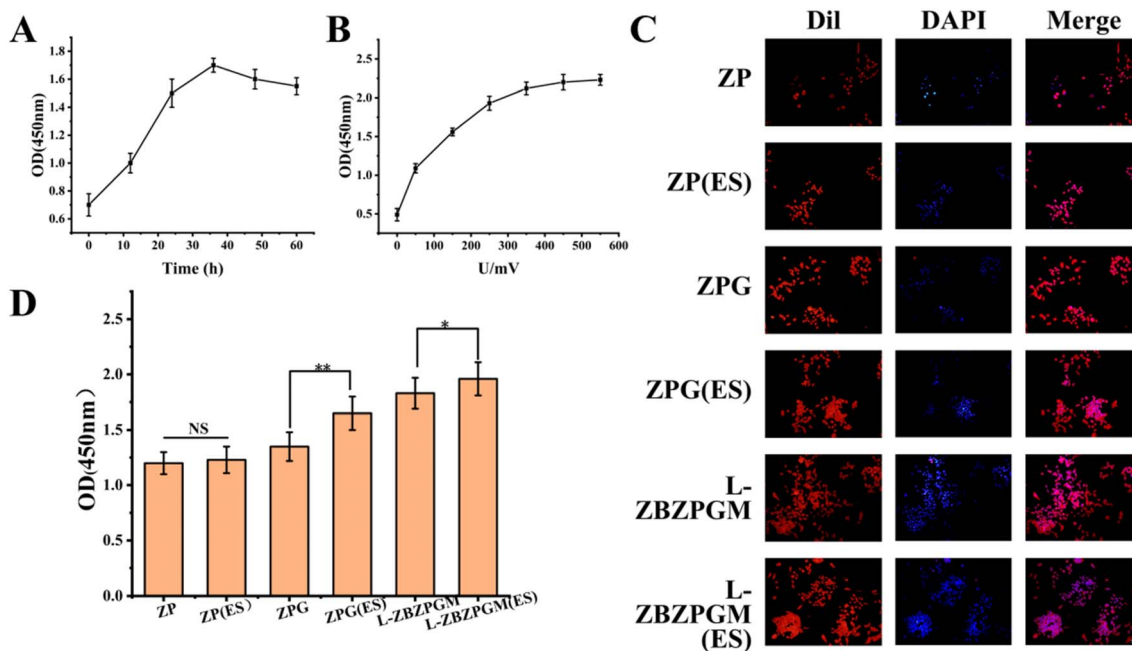 A
OD(450nm)
1.8
1.6
1.4
1.2
1.0
0.8
0.6
0 10 20 30 40 50 60
Time (h)
B
OD(450nm)
2.5
2.0
1.5
1.0
0.5
0 100 200 300 400 500 600
U/mV
C
Dil DAPI Merge
ZP
ZP(ES)
ZPG
ZPG(ES)
L-
ZBZPGM
L-
ZBZPGM
(ES)
D
OD(450nm)
2.5
2.0
1.5
1.0
0.5
0.0
NS
**
*
ZP ZP(ES) ZPG ZPG(ES) L-ZBZPGM L-ZBZPGM(ES)